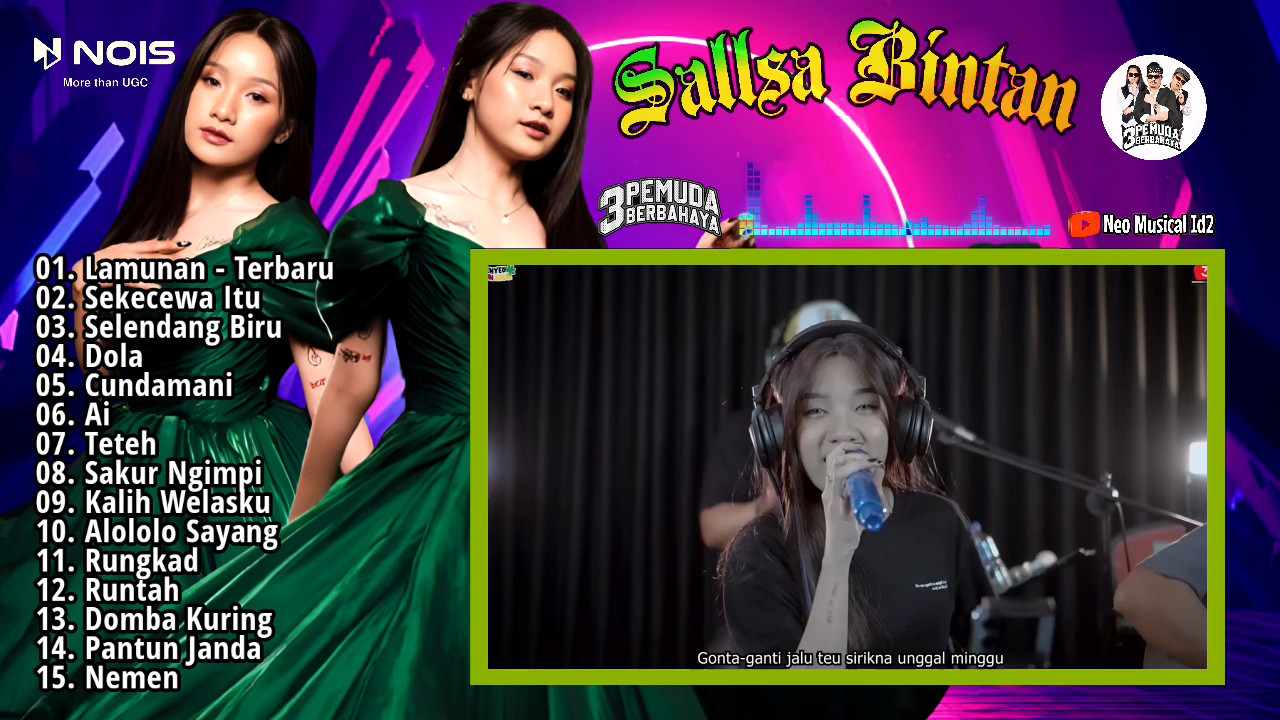 NOIS
More than UGC
Sallsa Bintan
3 PEMUDA
BERBAHAYA
3 PEMUDA
BERBAHAYA
Neo Musical Id2
01. Lamunan - Terbaru
02. Sekecewa Itu
03. Selendang Biru
04. Dola
05. Cundamani
06. Ai
07. Teteh
08. Sakur Ngimpi
09. Kalih Welasku
10. Alololo Sayang
11. Rungkad
12. Runtah
13. Domba Kuring
14. Pantun Janda
15. Nemen
Gonta-ganti jalu teu sirikna unggal minggu